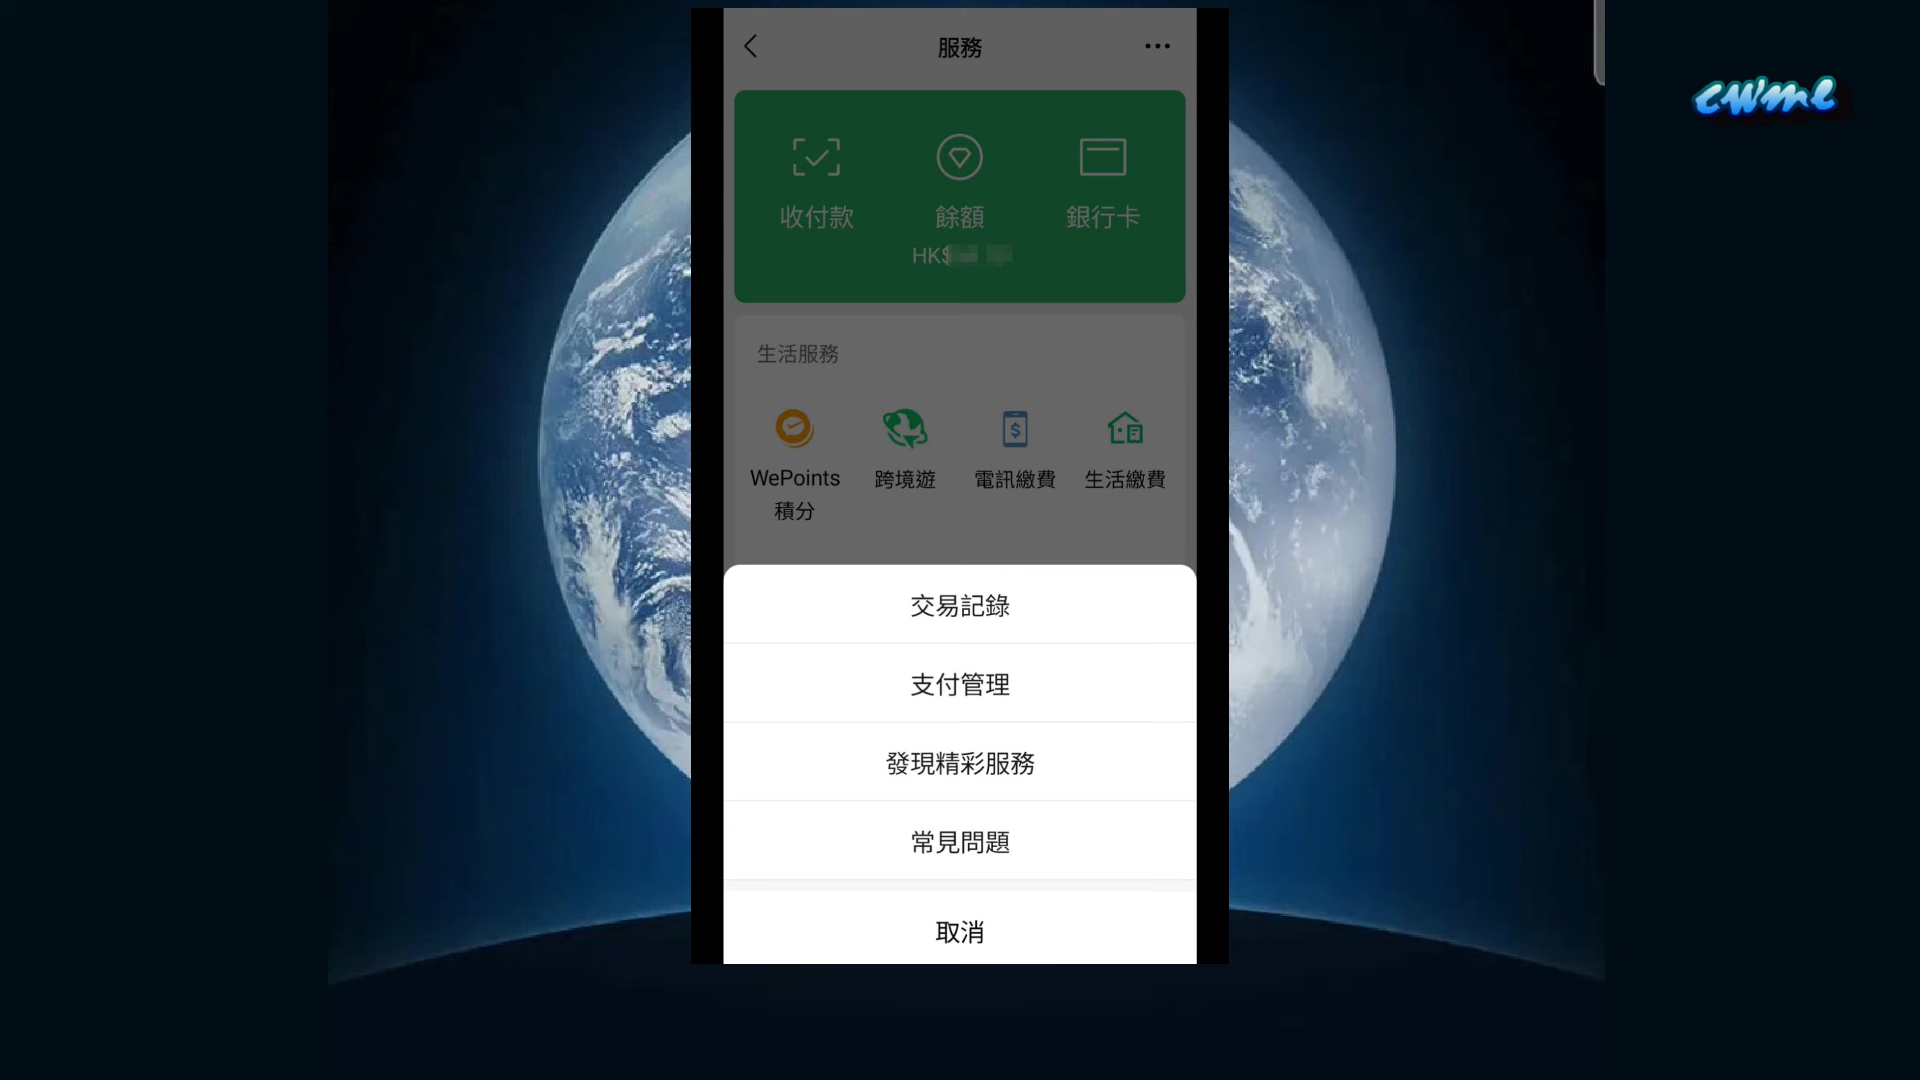 cwml
服務
收付款
餘額
銀行卡
HK$
生活服務
WePoints
積分
跨境遊
電訊繳費
生活繳費
交易記錄
支付管理
發現精彩服務
常見問題
取消